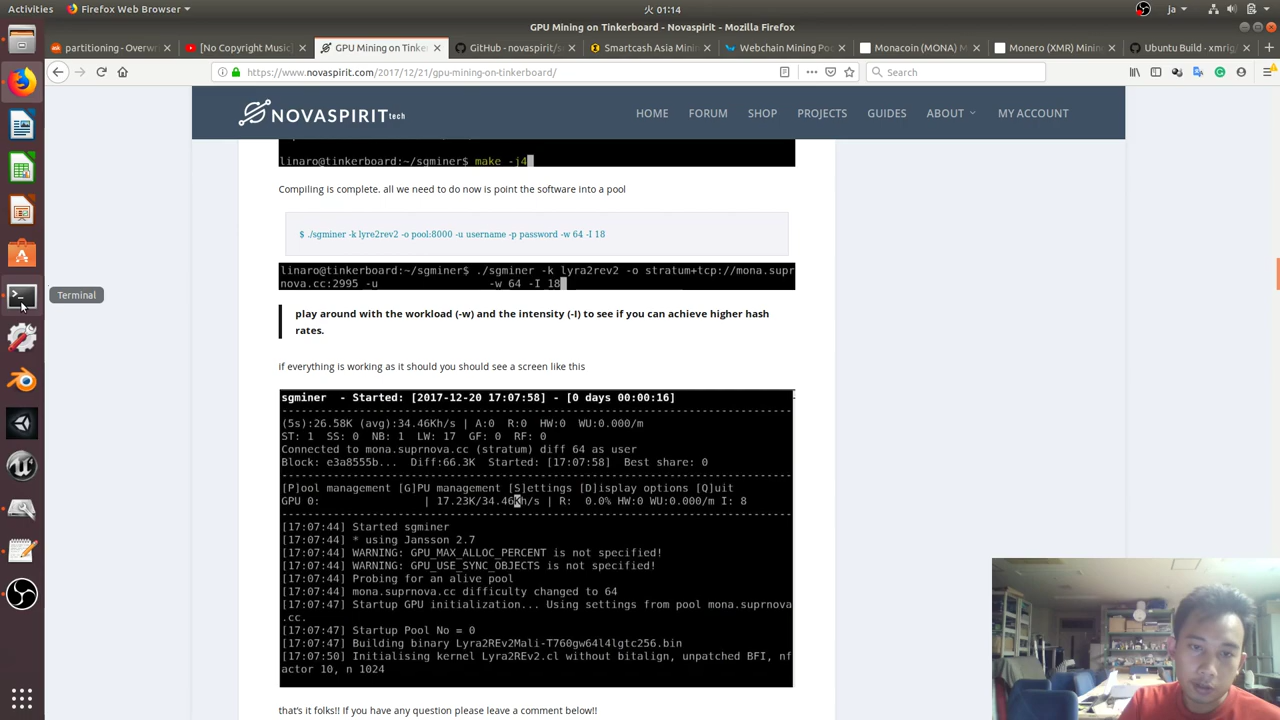 Activities
Firefox Web Browser
火 01:14
ja
GPU Mining on Tinkerboard - Mozilla Firefox
partitioning - Overw
[No Copyright Music]
GPU Mining on Tinke
GitHub - novaspirit/s
Smartcash Asia Minin
Webchain Mining Poo
Monacoin (MONA) M
Monero (XMR) Minin
Ubuntu Build - xmrig
https://www.novaspirit.com/2017/12/21/gpu-mining-on-tinkerboard/
Search
NOVASPIRIT tech
HOME
FORUM
SHOP
PROJECTS
GUIDES
ABOUT
MY ACCOUNT
linaro@tinkerboard:~/sgminer$ make -j4
Compiling is complete. all we need to do now is point the software into a pool
$ ./sgminer -k lyre2rev2 -o pool:8000 -u username -p password -w 64 -I 18
linaro@tinkerboard:~/sgminer$ ./sgminer -k lyra2rev2 -o stratum+tcp://mona.supr
nova.cc:2995 -u -w 64 -I 18
Terminal
play around with the workload (-w) and the intensity (-I) to see if you can achieve higher hash
rates.
if everything is working as it should you should see a screen like this
sgminer - Started: [2017-12-20 17:07:58] - [0 days 00:00:16]
(5s):26.58K (avg):34.46Kh/s | A:0 R:0 HW:0 WU:0.000/m
ST: 1 SS: 0 NB: 1 LW: 17 GF: 0 RF: 0
Connected to mona.suprnova.cc (stratum) diff 64 as user
Block: e3a8555b... Diff:66.3K Started: [17:07:58] Best share: 0
[P]ool management [G]PU management [S]ettings [D]isplay options [Q]uit
GPU 0: | 17.23K/34.46Kh/s | R: 0.0% HW:0 WU:0.000/m I: 8
[17:07:44] Started sgminer
[17:07:44] * using Jansson 2.7
[17:07:44] WARNING: GPU_MAX_ALLOC_PERCENT is not specified!
[17:07:44] WARNING: GPU_USE_SYNC_OBJECTS is not specified!
[17:07:44] Probing for an alive pool
[17:07:44] mona.suprnova.cc difficulty changed to 64
[17:07:47] Startup GPU initialization... Using settings from pool mona.suprnova
.cc.
[17:07:47] Startup Pool No = 0
[17:07:47] Building binary Lyra2REv2Mali-T760gw64l4lgtc256.bin
[17:07:50] Initialising kernel Lyra2REv2.cl without bitalign, unpatched BFI, nf
actor 10, n 1024
that's it folks!! If you have any question please leave a comment below!!